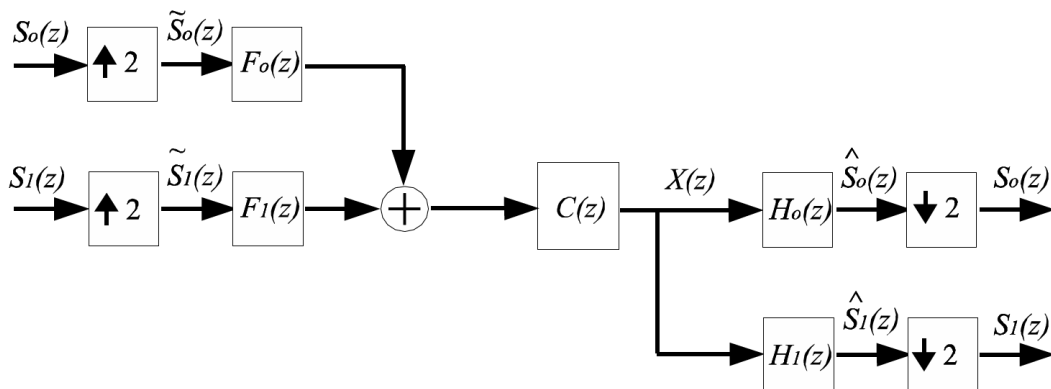 So(z)
↑ 2
S̃o(z)
Fo(z)
S1(z)
↑ 2
S̃1(z)
F1(z)
+
C(z)
X(z)
Ho(z)
Ŝo(z)
↓ 2
So(z)
H1(z)
Ŝ1(z)
↓ 2
S1(z)